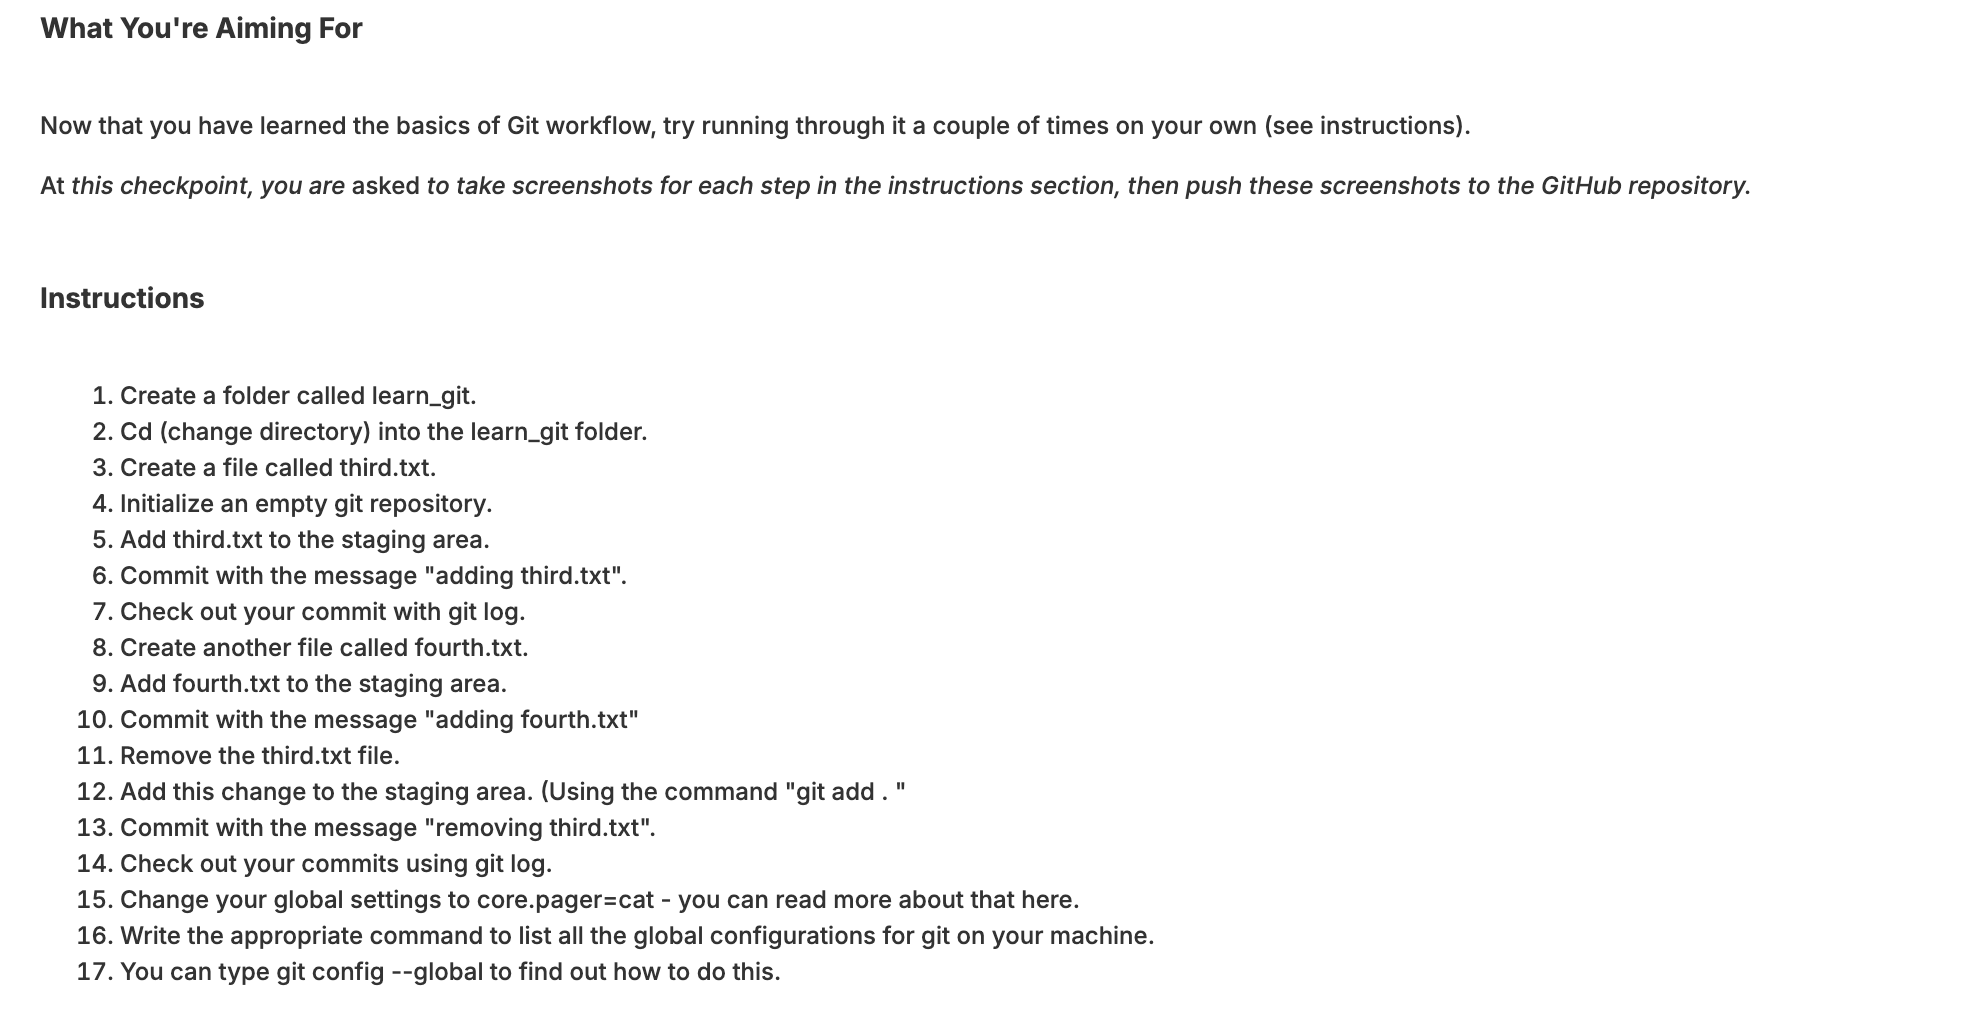 What You're Aiming For
Now that you have learned the basics of Git workflow, try running through it a couple of times on your own (see instructions).
At this checkpoint, you are asked to take screenshots for each step in the instructions section, then push these screenshots to the GitHub repository.
Instructions
1. Create a folder called learn_git.
2. Cd (change directory) into the learn_git folder.
3. Create a file called third.txt.
4. Initialize an empty git repository.
5. Add third.txt to the staging area.
6. Commit with the message "adding third.txt".
7. Check out your commit with git log.
8. Create another file called fourth.txt.
9. Add fourth.txt to the staging area.
10. Commit with the message "adding fourth.txt"
11. Remove the third.txt file.
12. Add this change to the staging area. (Using the command "git add . "
13. Commit with the message "removing third.txt".
14. Check out your commits using git log.
15. Change your global settings to core.pager=cat - you can read more about that here.
16. Write the appropriate command to list all the global configurations for git on your machine.
17. You can type git config --global to find out how to do this.